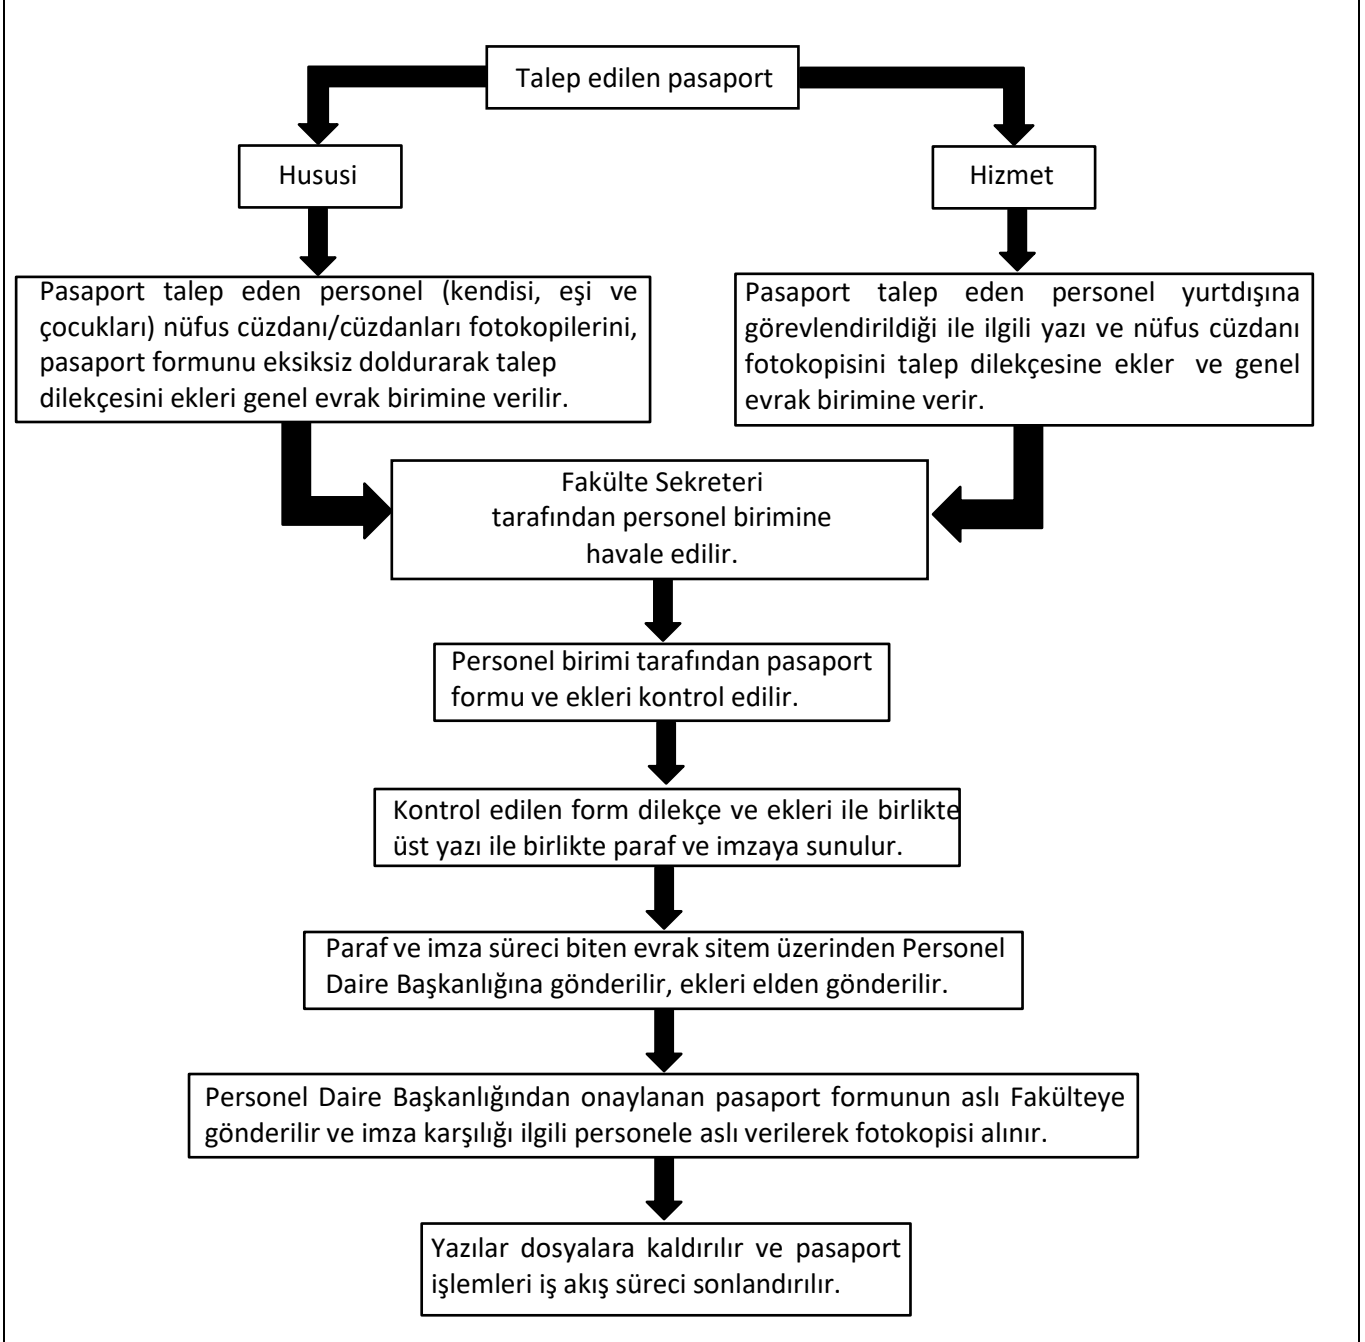 Talep edilen pasaport
Hususi
Hizmet
Pasaport talep eden personel (kendisi, eşi ve
çocukları) nüfus cüzdanı/cüzdanları fotokopilerini,
pasaport formunu eksiksiz doldurarak talep
dilekçesini ekleri genel evrak birimine verilir.
Pasaport talep eden personel yurtdışına
görevlendirildiği ile ilgili yazı ve nüfus cüzdanı
fotokopisini talep dilekçesine ekler ve genel
evrak birimine verir.
Fakülte Sekreteri
tarafından personel birimine
havale edilir.
Personel birimi tarafından pasaport
formu ve ekleri kontrol edilir.
Kontrol edilen form dilekçe ve ekleri ile birlikte
üst yazı ile birlikte paraf ve imzaya sunulur.
Paraf ve imza süreci biten evrak sitem üzerinden Personel
Daire Başkanlığına gönderilir, ekleri elden gönderilir.
Personel Daire Başkanlığından onaylanan pasaport formunun aslı Fakülteye
gönderilir ve imza karşılığı ilgili personele aslı verilerek fotokopisi alınır.
Yazılar dosyalara kaldırılır ve pasaport
işlemleri iş akış süreci sonlandırılır.